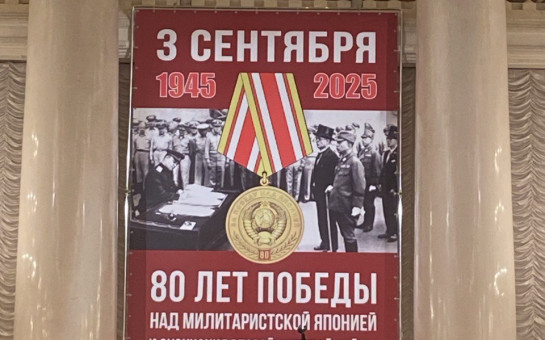 3 СЕНТЯБРЯ
1945 2025
80 ЛЕТ ПОБЕДЫ
НАД МИЛИТАРИСТСКОЙ ЯПОНИЕЙ